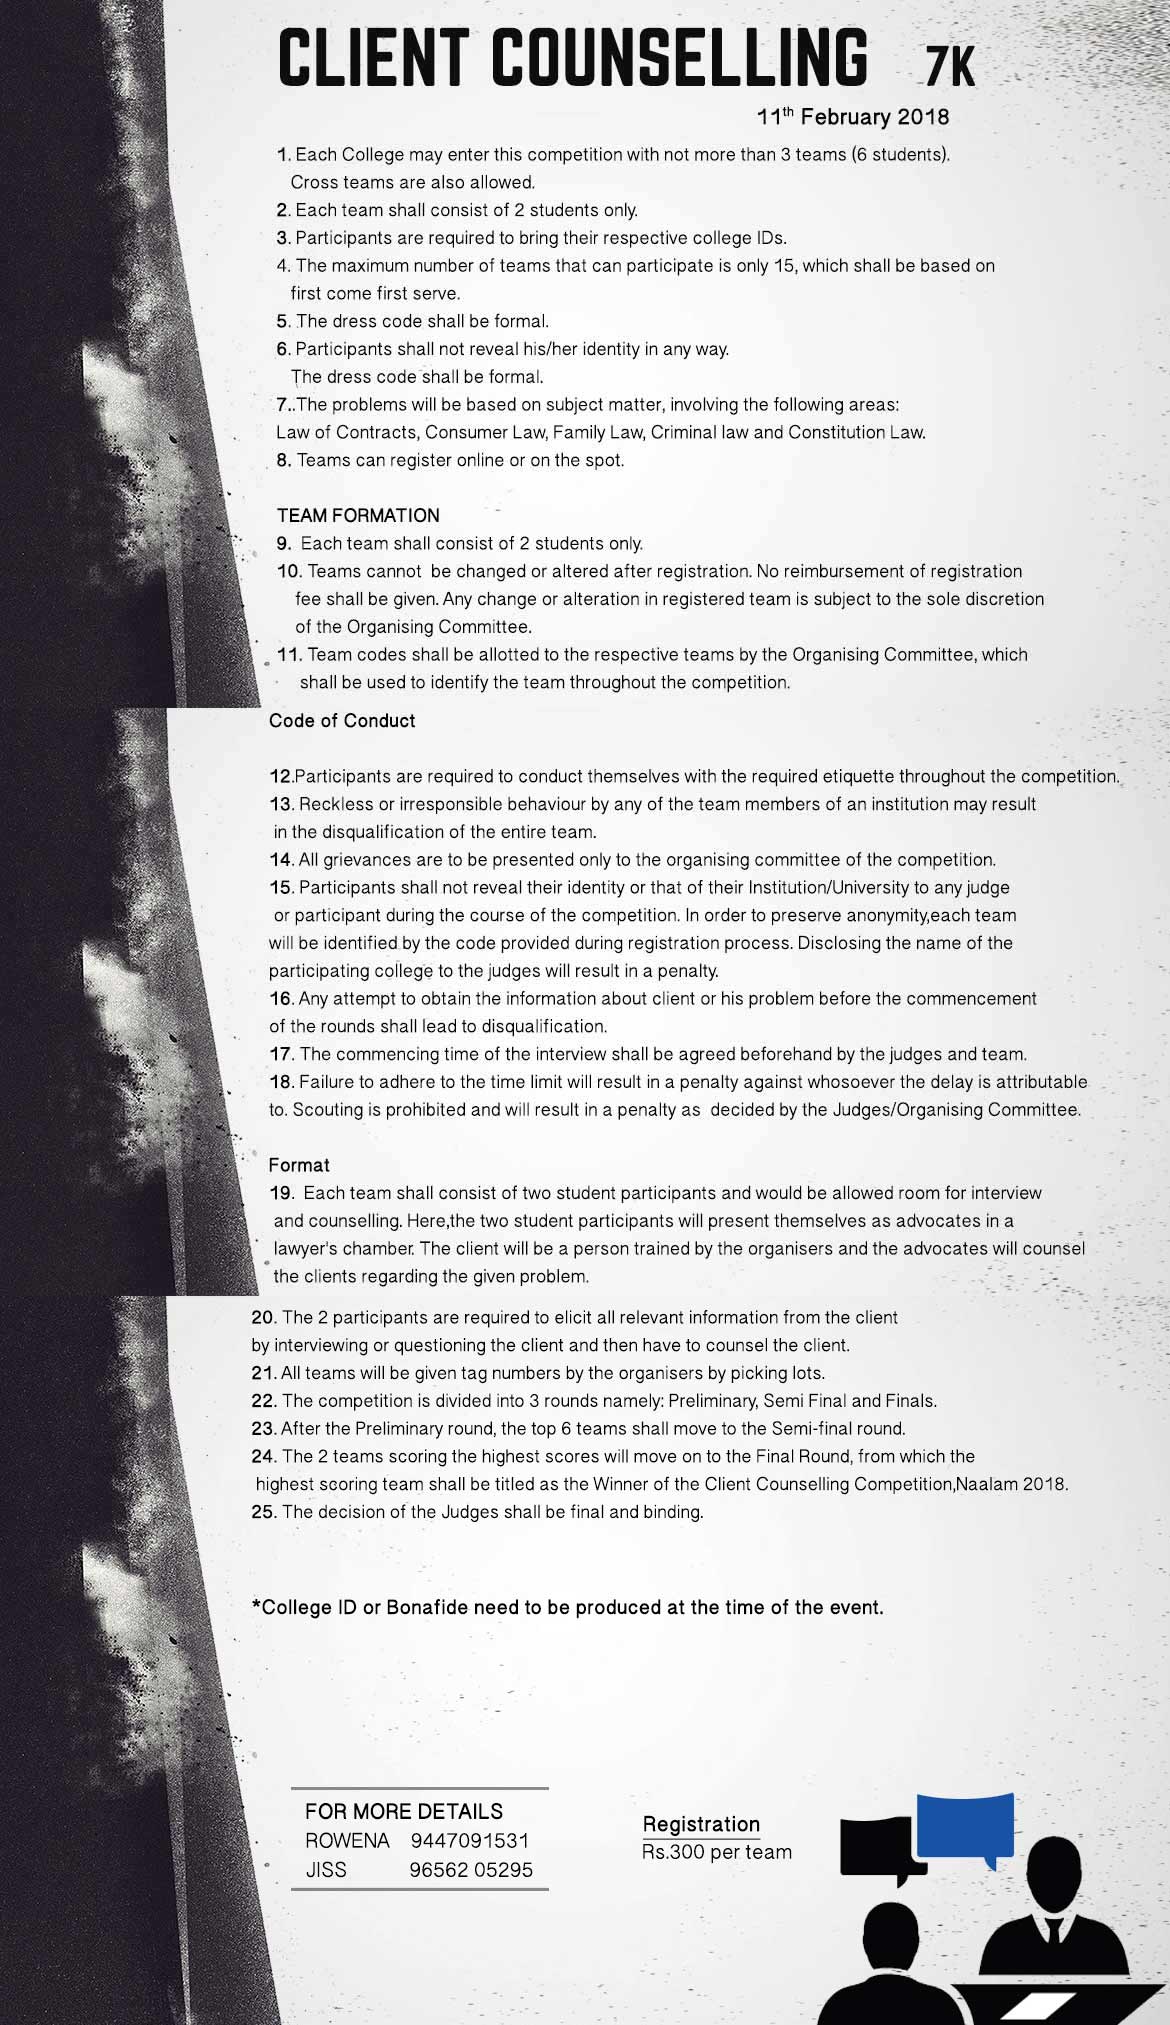 CLIENT COUNSELLING 7K
11th February 2018
1. Each College may enter this competition with not more than 3 teams (6 students).
Cross teams are also allowed.
2. Each team shall consist of 2 students only.
3. Participants are required to bring their respective college IDs.
4. The maximum number of teams that can participate is only 15, which shall be based on
first come first serve.
5. The dress code shall be formal.
6. Participants shall not reveal his/her identity in any way.
The dress code shall be formal.
7..The problems will be based on subject matter, involving the following areas:
Law of Contracts, Consumer Law, Family Law, Criminal law and Constitution Law.
8. Teams can register online or on the spot.
TEAM FORMATION
9. Each team shall consist of 2 students only.
10. Teams cannot be changed or altered after registration. No reimbursement of registration
fee shall be given. Any change or alteration in registered team is subject to the sole discretion
of the Organising Committee.
11. Team codes shall be allotted to the respective teams by the Organising Committee, which
shall be used to identify the team throughout the competition.
Code of Conduct
12.Participants are required to conduct themselves with the required etiquette throughout the competition.
13. Reckless or irresponsible behaviour by any of the team members of an institution may result
in the disqualification of the entire team.
14. All grievances are to be presented only to the organising committee of the competition.
15. Participants shall not reveal their identity or that of their Institution/University to any judge
or participant during the course of the competition. In order to preserve anonymity,each team
will be identified by the code provided during registration process. Disclosing the name of the
participating college to the judges will result in a penalty.
16. Any attempt to obtain the information about client or his problem before the commencement
of the rounds shall lead to disqualification.
17. The commencing time of the interview shall be agreed beforehand by the judges and team.
18. Failure to adhere to the time limit will result in a penalty against whosoever the delay is attributable
to. Scouting is prohibited and will result in a penalty as decided by the Judges/Organising Committee.
Format
19. Each team shall consist of two student participants and would be allowed room for interview
and counselling. Here,the two student participants will present themselves as advocates in a
lawyer's chamber. The client will be a person trained by the organisers and the advocates will counsel
the clients regarding the given problem.
20. The 2 participants are required to elicit all relevant information from the client
by interviewing or questioning the client and then have to counsel the client.
21. All teams will be given tag numbers by the organisers by picking lots.
22. The competition is divided into 3 rounds namely: Preliminary, Semi Final and Finals.
23. After the Preliminary round, the top 6 teams shall move to the Semi-final round.
24. The 2 teams scoring the highest scores will move on to the Final Round, from which the
highest scoring team shall be titled as the Winner of the Client Counselling Competition,Naalam 2018.
25. The decision of the Judges shall be final and binding.
*College ID or Bonafide need to be produced at the time of the event.
FOR MORE DETAILS
ROWENA 9447091531
JISS 96562 05295
Registration
Rs.300 per team